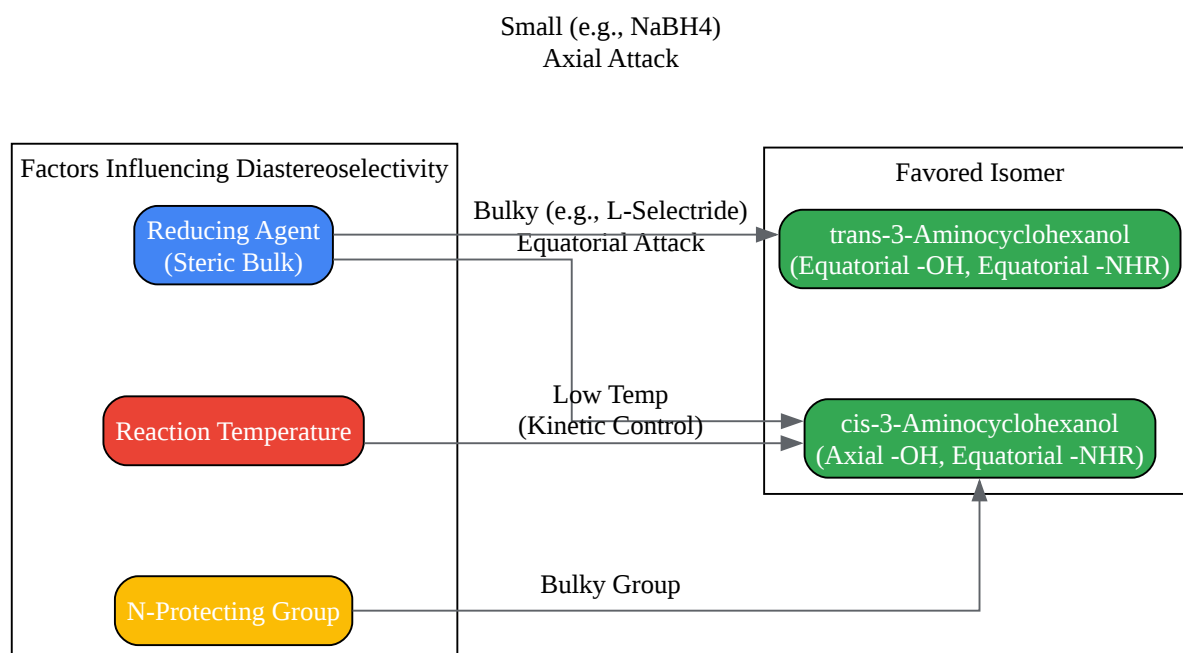 Small (e.g., NaBH4)
Axial Attack
Factors Influencing Diastereoselectivity
Favored Isomer
Reducing Agent
(Steric Bulk)
Bulky (e.g., L-Selectride)
Equatorial Attack
trans-3-Aminocyclohexanol
(Equatorial -OH, Equatorial -NHR)
Reaction Temperature
Low Temp
(Kinetic Control)
cis-3-Aminocyclohexanol
(Axial -OH, Equatorial -NHR)
N-Protecting Group
Bulky Group